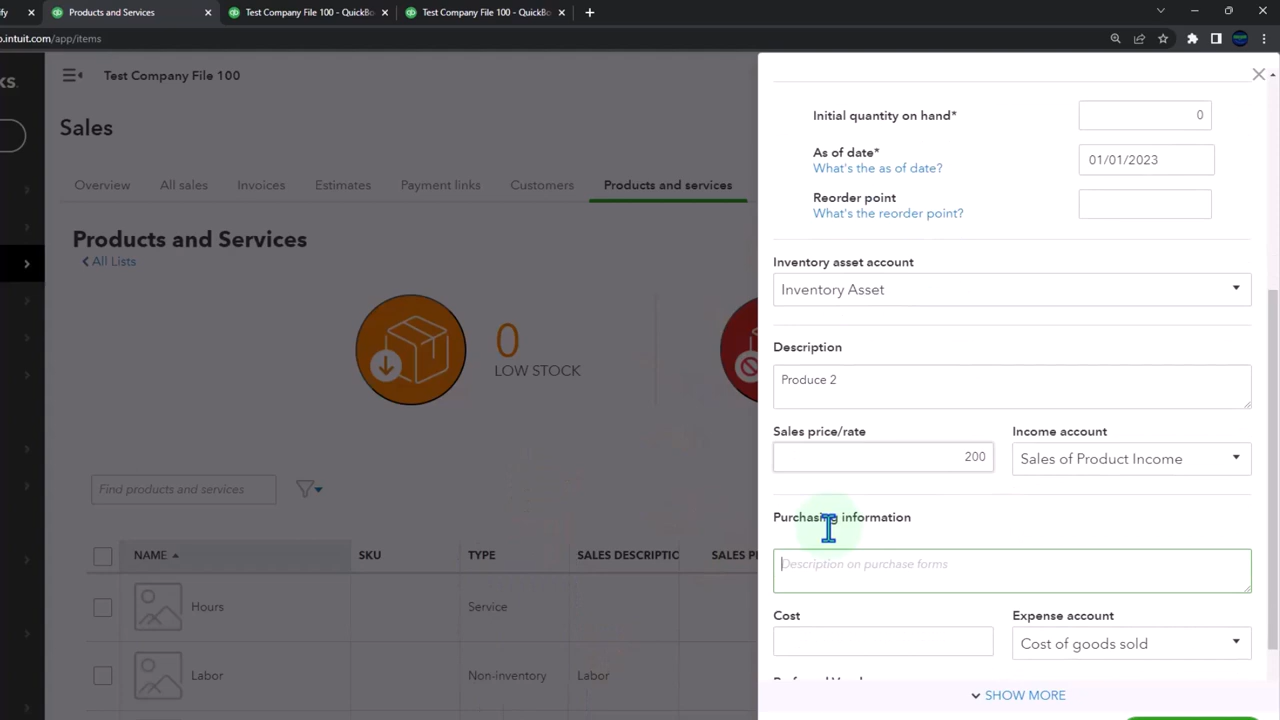 Products and Services
Test Company File 100 - QuickBo
Test Company File 100 - QuickBo
.intuit.com/app/items
KS.
Test Company File 100
Sales
Overview
All sales
Invoices
Estimates
Payment links
Customers
Products and services
Products and Services
All Lists
0
LOW STOCK
Find products and services
NAME
SKU
TYPE
SALES DESCRIPTIC
SALES P
Hours
Service
Labor
Non-inventory
Labor
Initial quantity on hand*
0
As of date*
What's the as of date?
01/01/2023
Reorder point
What's the reorder point?
Inventory asset account
Inventory Asset
Description
Produce 2
Sales price/rate
Income account
200
Sales of Product Income
Purchasing information
Description on purchase forms
Cost
Expense account
Cost of goods sold
Preferred Vendor
SHOW MORE